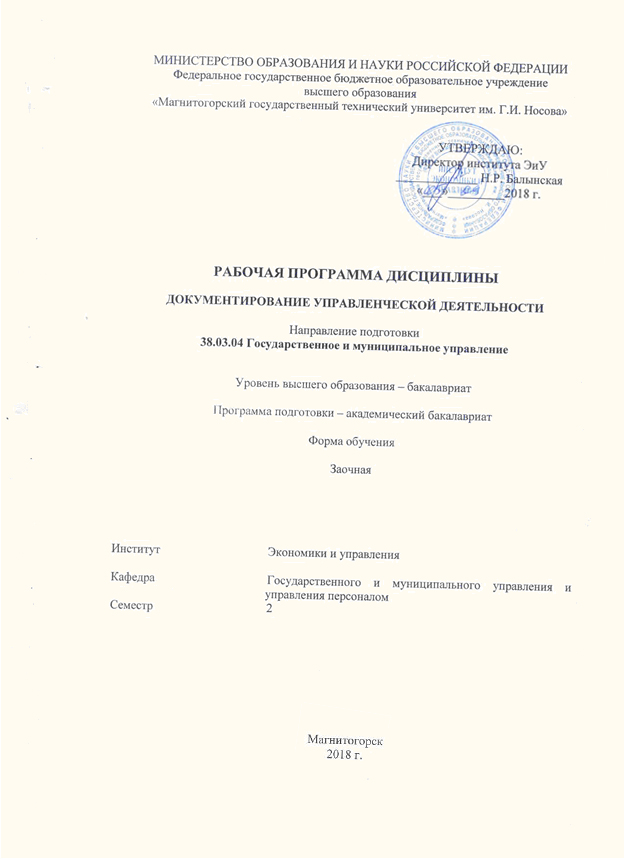 МИНИСТЕРСТВО ОБРАЗОВАНИЯ И НАУКИ РОССИЙСКОЙ ФЕДЕРАЦИИ
Федеральное государственное бюджетное образовательное учреждение
высшего образования
«Магнитогорский государственный технический университет им. Г.И. Носова»
УТВЕРЖДАЮ:
Директор института ЭиУ
Н.Р. Балынская
2018 г.
РАБОЧАЯ ПРОГРАММА ДИСЦИПЛИНЫ
ДОКУМЕНТИРОВАНИЕ УПРАВЛЕНЧЕСКОЙ ДЕЯТЕЛЬНОСТИ
Направление подготовки
38.03.04 Государственное и муниципальное управление
Уровень высшего образования – бакалавриат
Программа подготовки – академический бакалавриат
Форма обучения
Заочная
Институт Экономики и управления
Кафедра Государственного и муниципального управления и
управления персоналом
Семестр 2
Магнитогорск
2018 г.